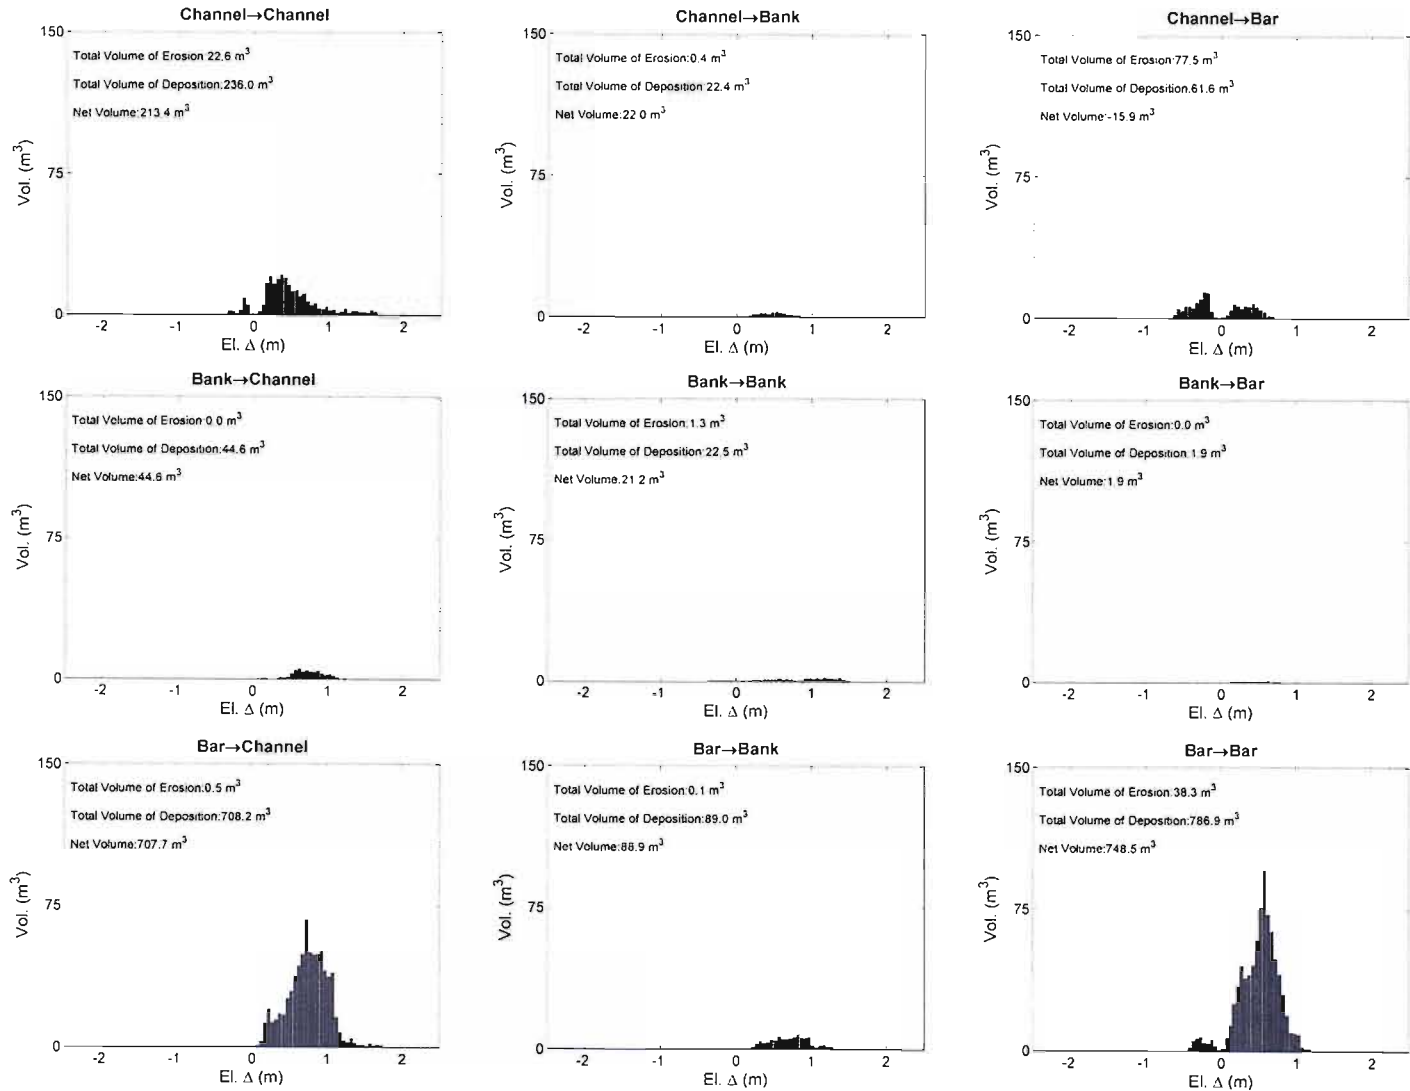 Channel→Channel
150
Total Volume of Erosion 22.6 m³
Total Volume of Deposition:236.0 m³
Net Volume:213.4 m³
75
Vol. (m³)
0
-2 -1 0 1 2
El. Δ (m)
Channel→Bank
150
Total Volume of Erosion:0.4 m³
Total Volume of Deposition 22.4 m³
Net Volume:22 0 m³
75
Vol. (m³)
0
-2 -1 0 1 2
El. Δ (m)
Channel→Bar
150
Total Volume of Erosion:77.5 m³
Total Volume of Deposition.61.6 m³
Net Volume:-15.9 m³
75
Vol. (m³)
0
-2 -1 0 1 2
El. Δ (m)
Bank→Channel
150
Total Volume of Erosion:0 0 m³
Total Volume of Deposition:44.6 m³
Net Volume:44.6 m³
75
Vol. (m³)
0
-2 -1 0 1 2
El. Δ (m)
Bank→Bank
150
Total Volume of Erosion:1.3 m³
Total Volume of Deposition:22.5 m³
Net Volume.21 2 m³
75
Vol. (m³)
0
-2 -1 0 1 2
El. Δ (m)
Bank→Bar
150
Total Volume of Erosion:0.0 m³
Total Volume of Deposition 1.9 m³
Net Volume:1.9 m³
75
Vol. (m³)
0
-2 -1 0 1 2
El. Δ (m)
Bar→Channel
150
Total Volume of Erosion:0.5 m³
Total Volume of Deposition:708.2 m³
Net Volume:707.7 m³
75
Vol. (m³)
0
-2 -1 0 1 2
El. Δ (m)
Bar→Bank
150
Total Volume of Erosion:0.1 m³
Total Volume of Deposition:89.0 m³
Net Volume:88.9 m³
75
Vol. (m³)
0
-2 -1 0 1 2
El. Δ (m)
Bar→Bar
150
Total Volume of Erosion:38.3 m³
Total Volume of Deposition:786.9 m³
Net Volume:748.5 m³
75
Vol. (m³)
0
-2 -1 0 1 2
El. Δ (m)